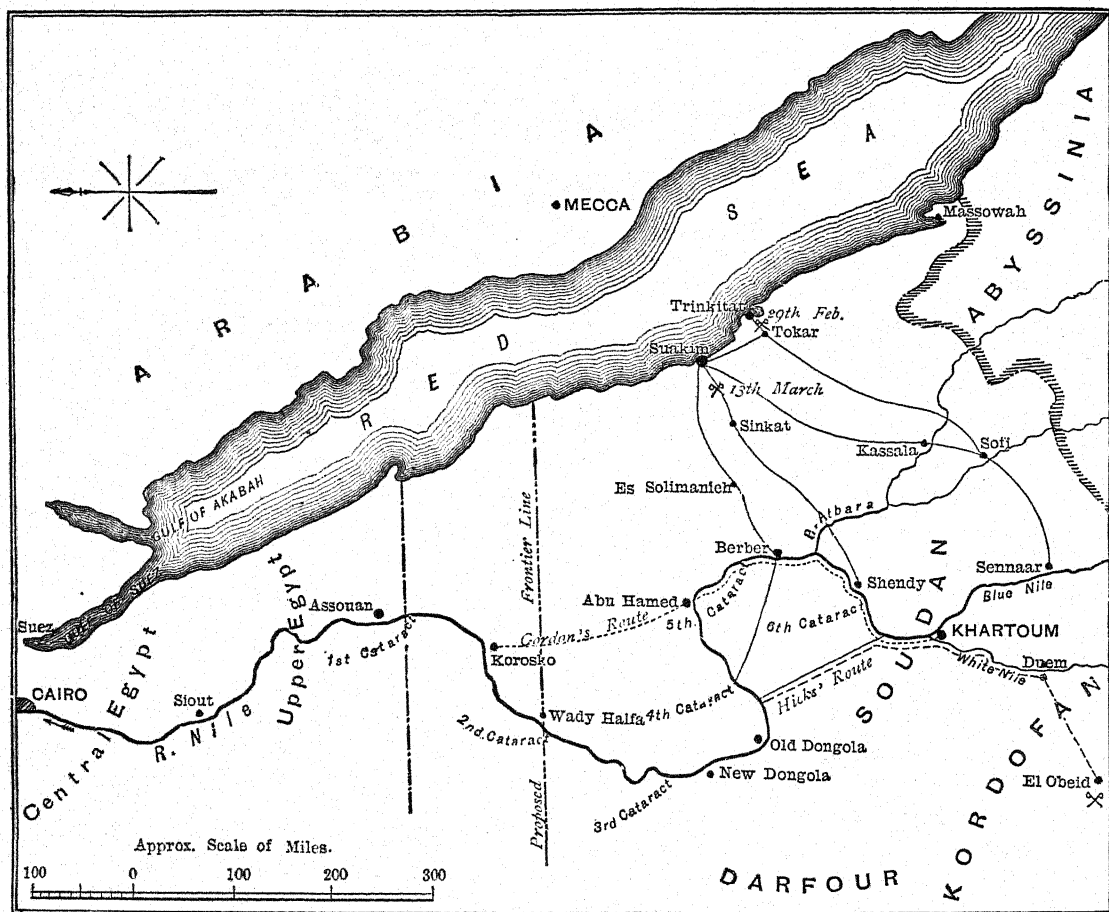 ARABIA
MECCA
RED SEA
ABYSSINIA
Massowah
Trinkitat
29th Feb.
Tokar
Suakim
13th March
Sinkat
Kassala
Sofi
Es Solimanieh
GULF OF AKABAH
Suez
Frontier Line
Proposed
Berber
R. Atbara
Sennaar
Blue Nile
Shendy
Abu Hamed
5th Cataract
6th Cataract
KHARTOUM
SOUDAN
White Nile
Duem
Assouan
1st Cataract
Gordon's Route
Korosko
Upper Egypt
Central Egypt
CAIRO
Siout
R. Nile
2nd Cataract
Wady Halfa
4th Cataract
Hicks' Route
Old Dongola
New Dongola
3rd Cataract
El Obeid
KORDOFAN
DARFOUR
Approx. Scale of Miles.
100 0 100 200 300